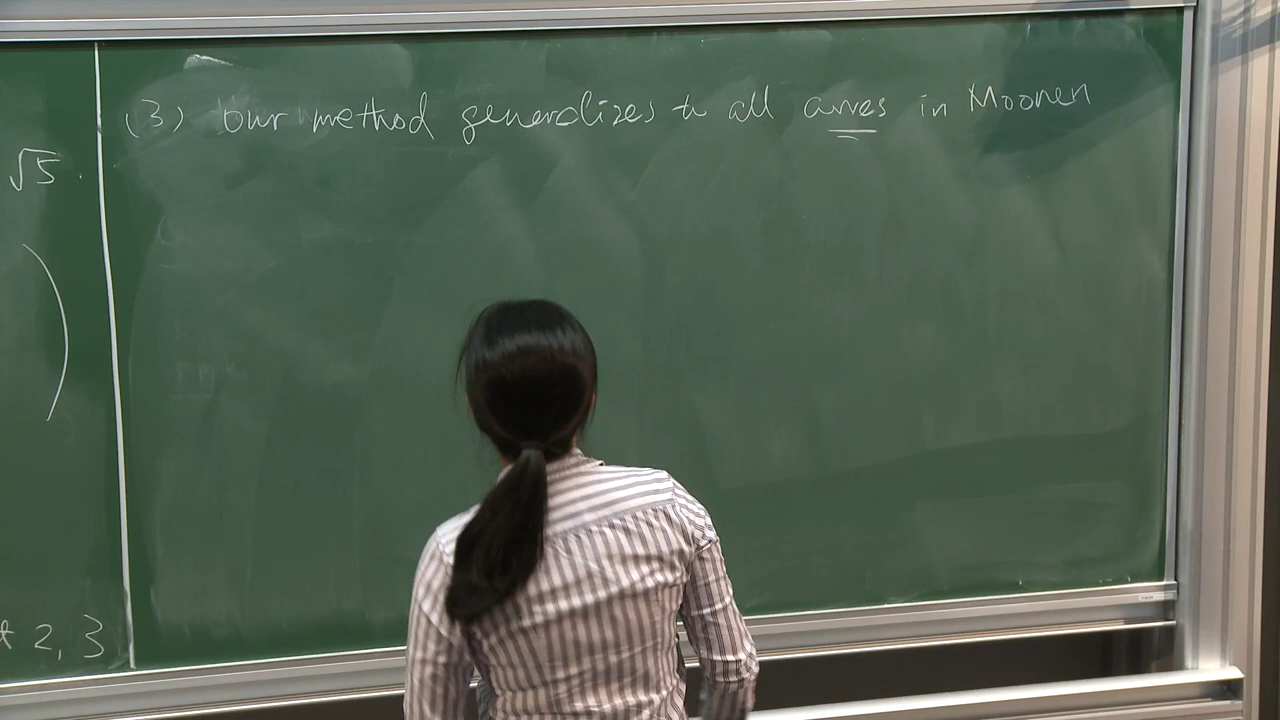 √5.
2, 3
(3) Our method generalizes to all curves in Moonen